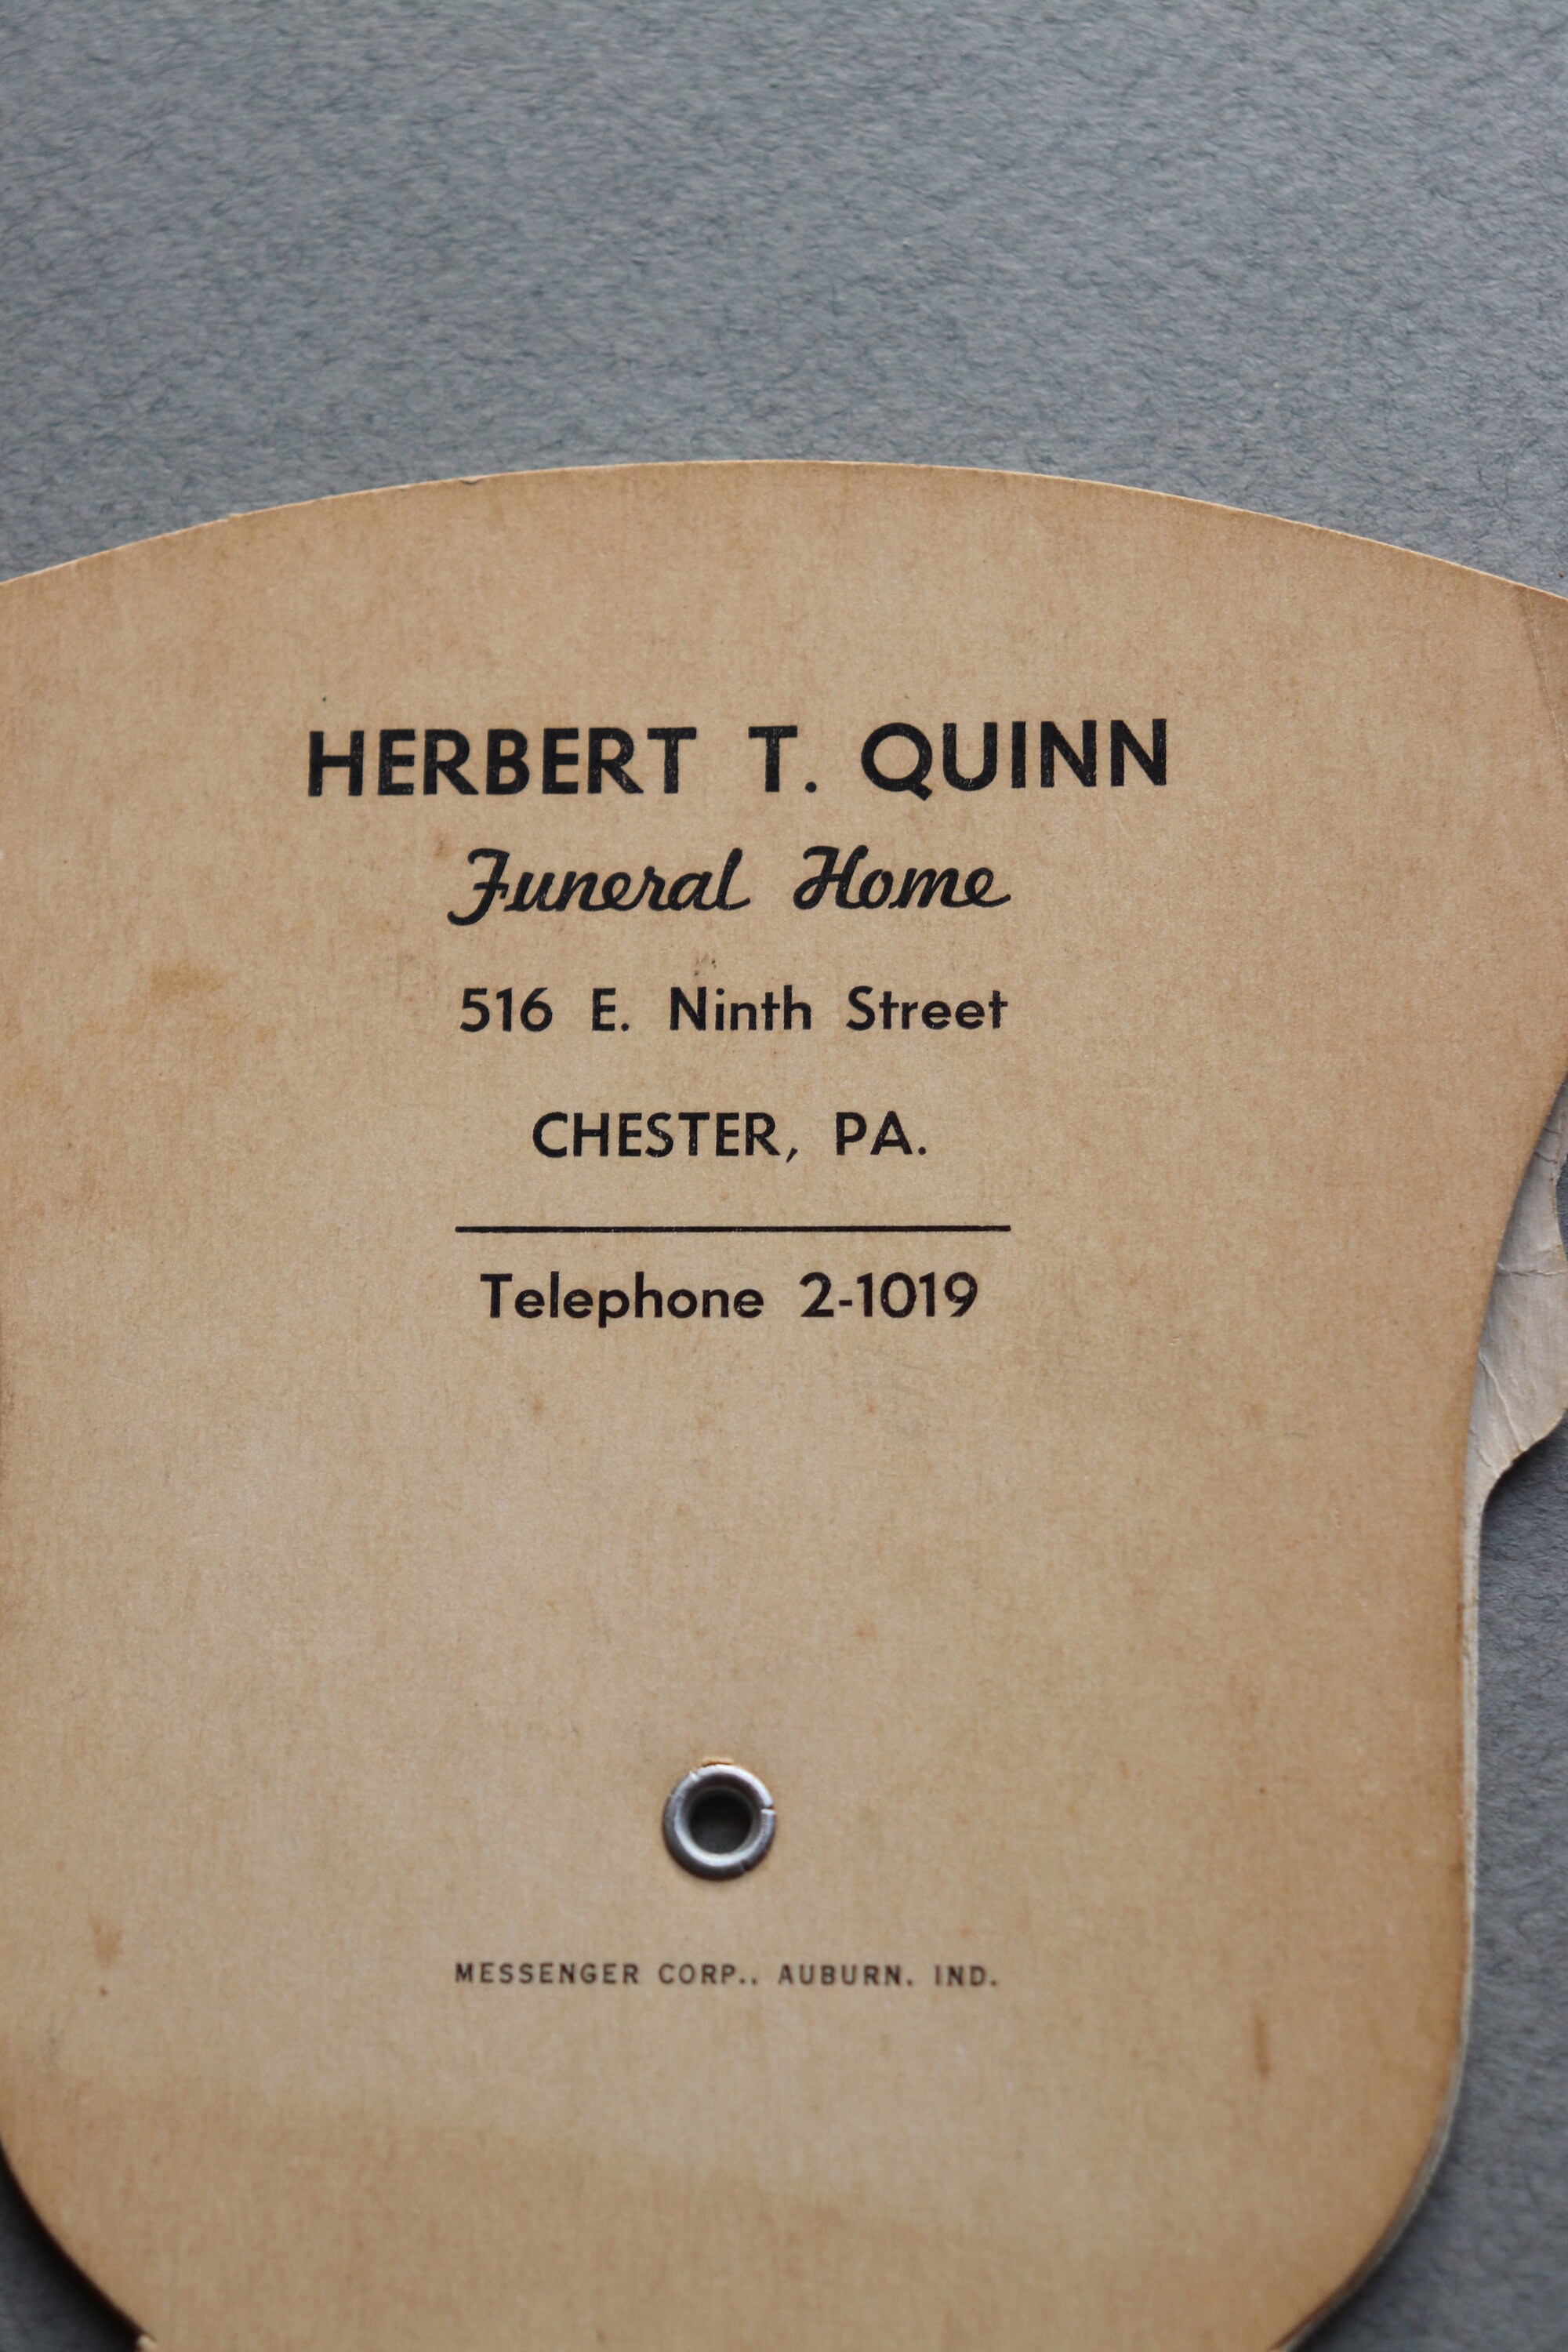 HERBERT T. QUINN
Funeral Home
516 E. Ninth Street
CHESTER, PA.
Telephone 2-1019
MESSENGER CORP.. AUBURN. IND.